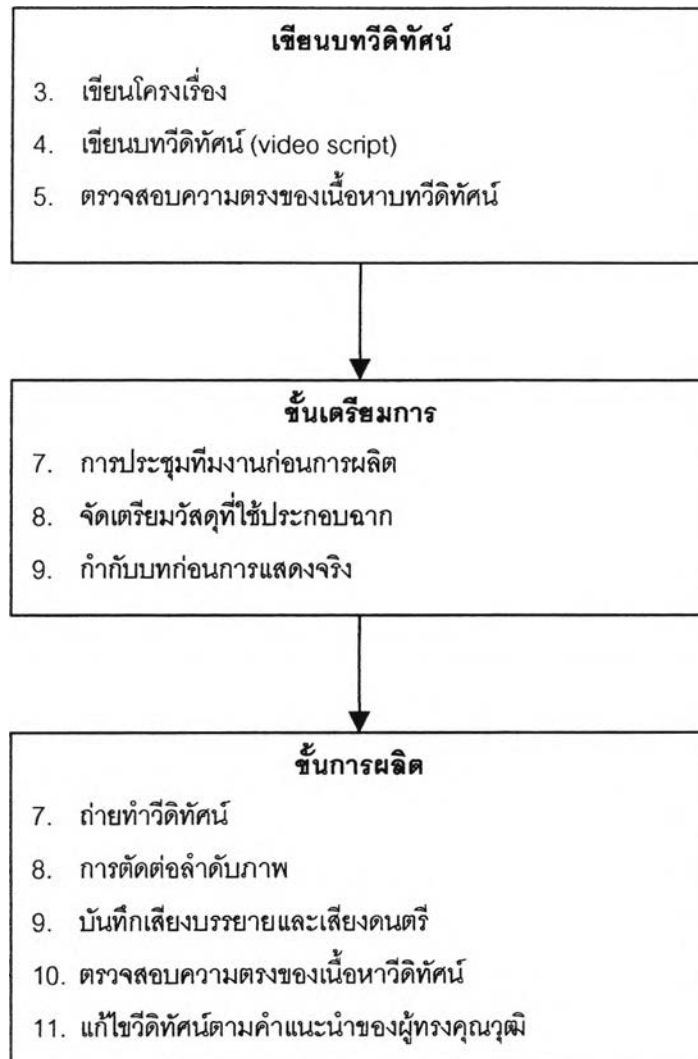 เขียนบทวีดิทัศน์
3. เขียนโครงเรื่อง
4. เขียนบทวีดิทัศน์ (video script)
5. ตรวจสอบความตรงของเนื้อหาบทวีดิทัศน์
ขั้นเตรียมการ
7. การประชุมทีมงานก่อนการผลิต
8. จัดเตรียมวัสดุที่ใช้ประกอบฉาก
9. กำกับบทก่อนการแสดงจริง
ขั้นการผลิต
7. ถ่ายทำวีดิทัศน์
8. การตัดต่อลำดับภาพ
9. บันทึกเสียงบรรยายและเสียงดนตรี
10. ตรวจสอบความตรงของเนื้อหาวีดิทัศน์
11. แก้ไขวีดิทัศน์ตามคำแนะนำของผู้ทรงคุณวุฒิ